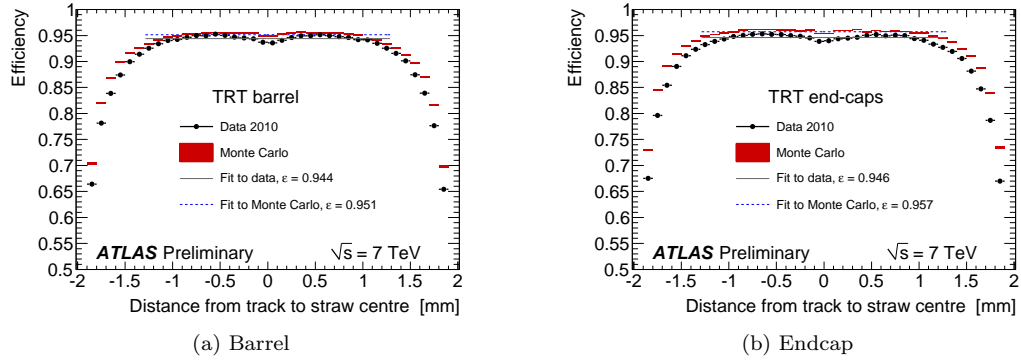 Efficiency
1
0.95
0.9
0.85
0.8
0.75
0.7
0.65
0.6
0.55
0.5
TRT barrel
Data 2010
Monte Carlo
Fit to data, ε = 0.944
Fit to Monte Carlo, ε = 0.951
ATLAS Preliminary
√s = 7 TeV
-2 -1.5 -1 -0.5 0 0.5 1 1.5 2
Distance from track to straw centre [mm]
(a) Barrel
Efficiency
1
0.95
0.9
0.85
0.8
0.75
0.7
0.65
0.6
0.55
0.5
TRT end-caps
Data 2010
Monte Carlo
Fit to data, ε = 0.946
Fit to Monte Carlo, ε = 0.957
ATLAS Preliminary
√s = 7 TeV
-2 -1.5 -1 -0.5 0 0.5 1 1.5 2
Distance from track to straw centre [mm]
(b) Endcap